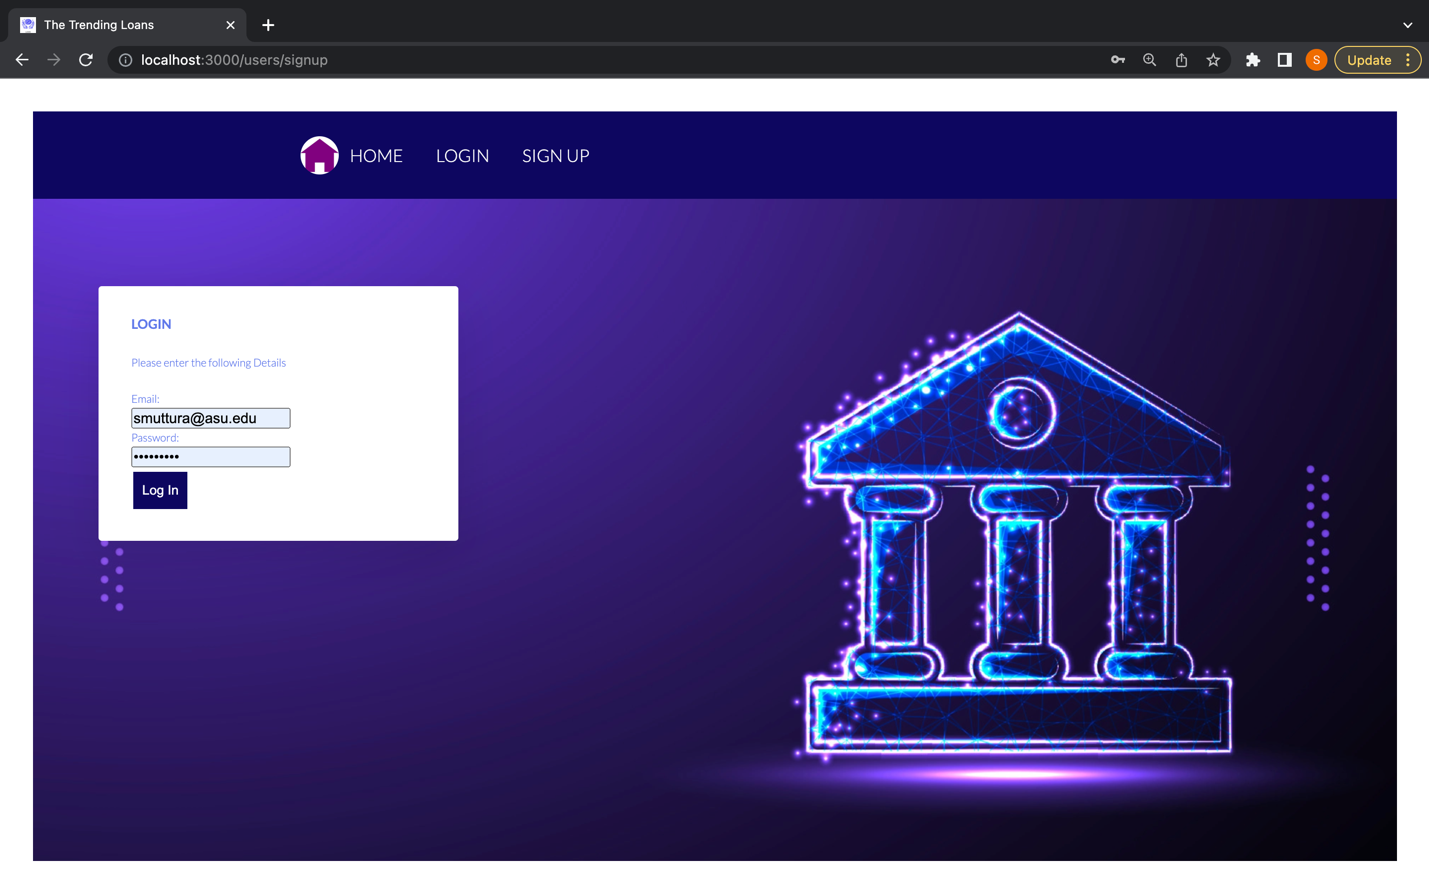 The Trending Loans
localhost:3000/users/signup
S
Update
HOME LOGIN SIGN UP
LOGIN
Please enter the following Details
Email:
smuttura@asu.edu
Password:
•••••••••
Log In